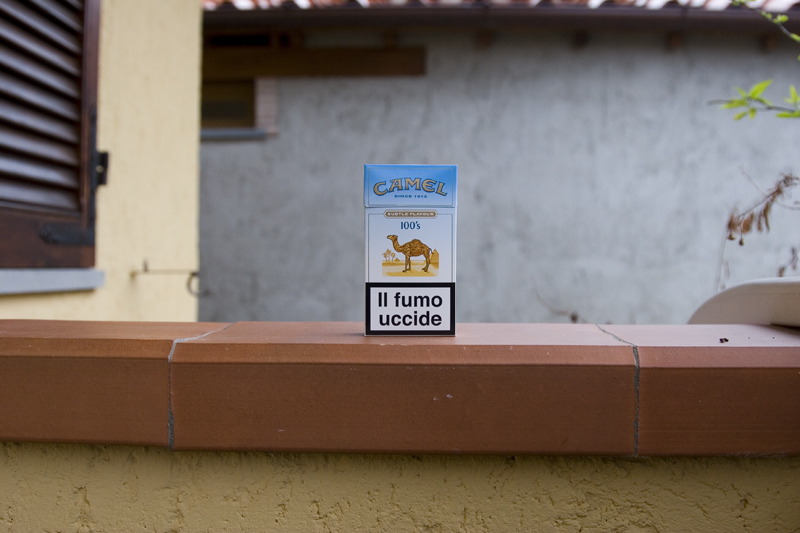 CAMEL
SINCE 1913
SUBTLE FLAVOUR
100's
Il fumo
uccide